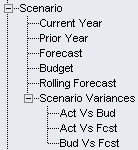 Scenario
Current Year
Prior Year
Forecast
Budget
Rolling Forecast
Scenario Variances
Act Vs Bud
Act Vs Fcst
Bud Vs Fcst